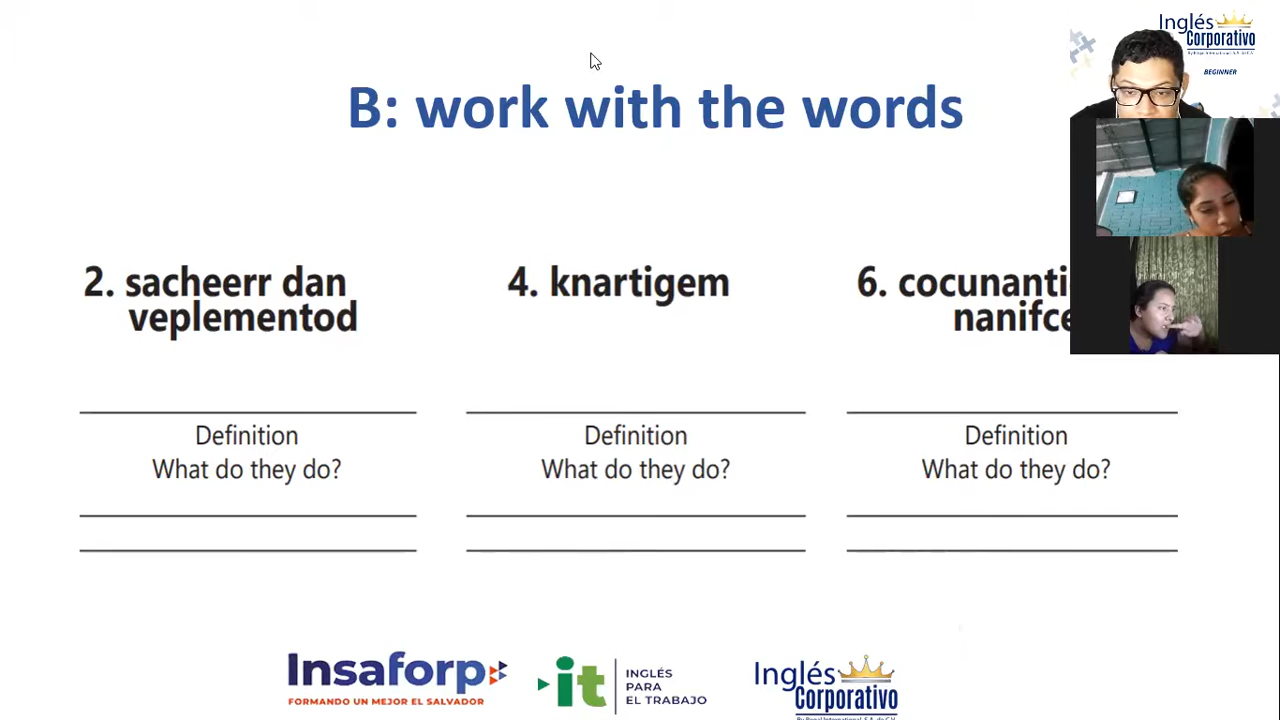 B: work with the words
Inglés
Corporativo
BEGINNER
2. sacheerr dan
veplementod
4. knartigem
6. cocunanti
nanifce
Definition
What do they do?
Definition
What do they do?
Definition
What do they do?
Insaforp
FORMANDO UN MEJOR EL SALVADOR
it
INGLÉS
PARA
EL TRABAJO
Inglés
Corporativo